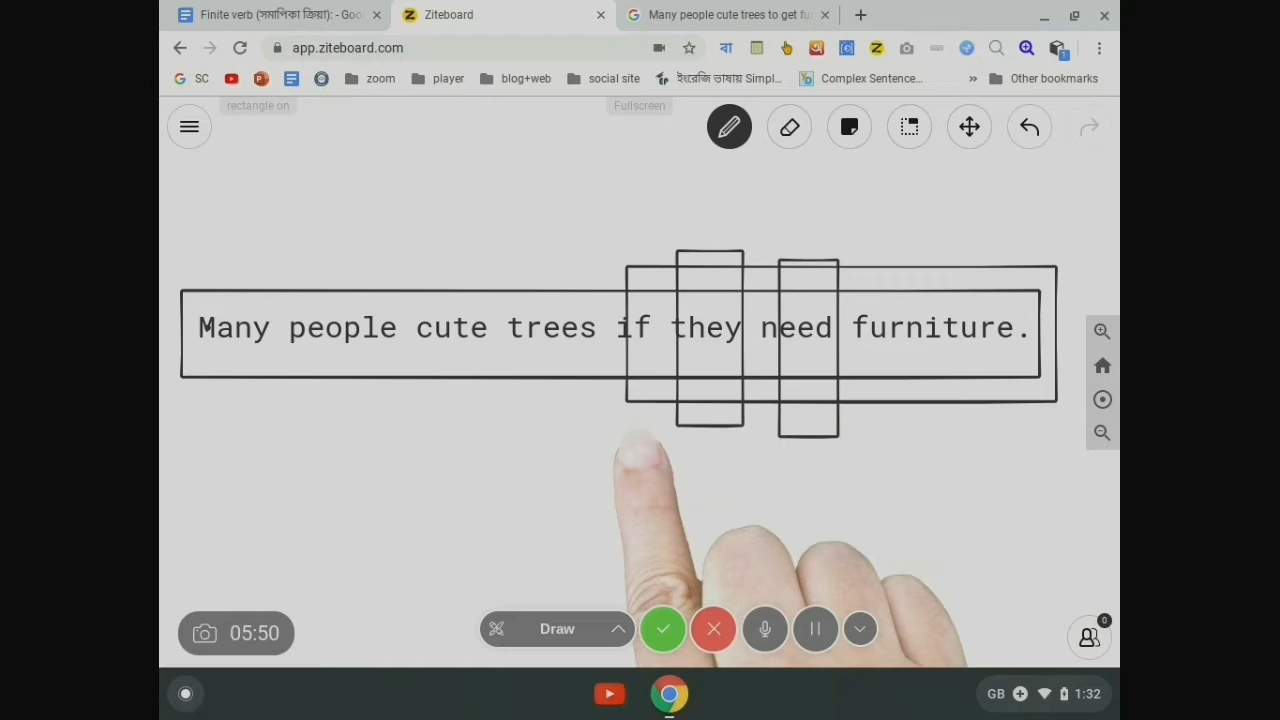 Finite verb (সমাপিকা ক্রিয়া): - Goo
Ziteboard
Many people cute trees to get fu
app.ziteboard.com
SC
zoom
player
blog+web
social site
ইংরেজি ভাষায় Simpl...
Complex Sentence...
Other bookmarks
rectangle.on
Fullscreen
Many people cute trees if they need furniture.
05:50
Draw
0
GB
1:32